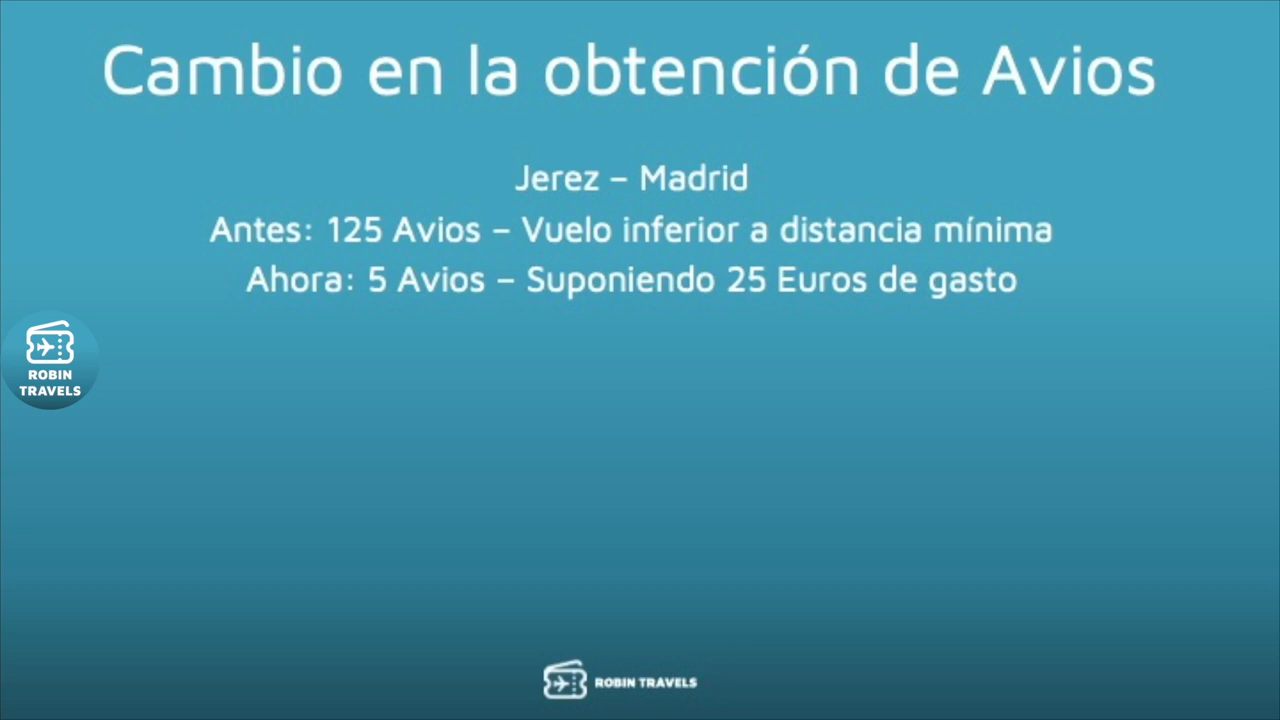 Cambio en la obtención de Avios
Jerez – Madrid
Antes: 125 Avios – Vuelo inferior a distancia mínima
Ahora: 5 Avios – Suponiendo 25 Euros de gasto
ROBIN
TRAVELS
ROBIN TRAVELS